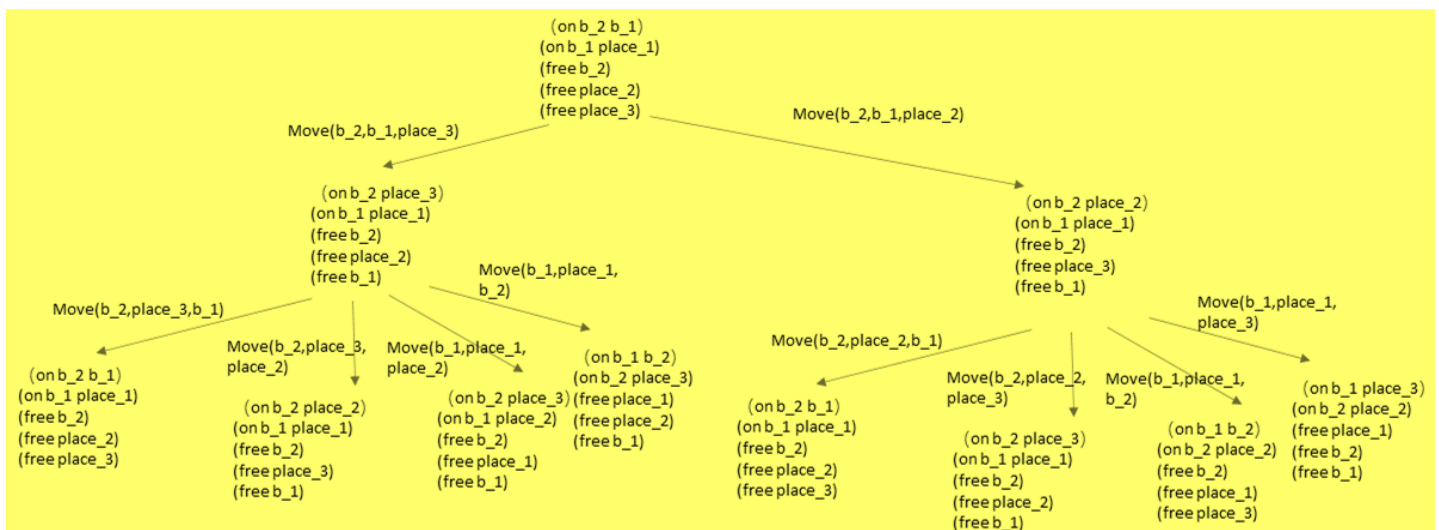 （on b_2 b_1)
(on b_1 place_1)
(free b_2)
(free place_2)
(free place_3)
Move(b_2,b_1,place_3)
Move(b_2,b_1,place_2)
（on b_2 place_3）
(on b_1 place_1)
(free b_2)
(free place_2)
(free b_1)
（on b_2 place_2）
(on b_1 place_1)
(free b_2)
(free place_3)
(free b_1)
Move(b_2,place_3,b_1)
Move(b_2,place_3,
place_2)
Move(b_1,place_1,
place_2)
Move(b_1,place_1,
b_2)
Move(b_2,place_2,b_1)
Move(b_2,place_2,
place_3)
Move(b_1,place_1,
b_2)
Move(b_1,place_1,
place_3)
（on b_2 b_1)
(on b_1 place_1)
(free b_2)
(free place_2)
(free place_3)
（on b_2 place_2）
(on b_1 place_1)
(free b_2)
(free place_3)
(free b_1)
（on b_2 place_3）
(on b_1 place_2)
(free b_2)
(free place_1)
(free b_1)
（on b_1 b_2)
(on b_2 place_3)
(free place_1)
(free place_2)
(free b_1)
（on b_2 b_1)
(on b_1 place_1)
(free b_2)
(free place_2)
(free place_3)
（on b_2 place_3）
(on b_1 place_1)
(free b_2)
(free place_2)
(free b_1)
（on b_1 b_2)
(on b_2 place_2)
(free b_2)
(free place_1)
(free place_3)
（on b_1 place_3）
(on b_2 place_2)
(free place_1)
(free b_2)
(free b_1)